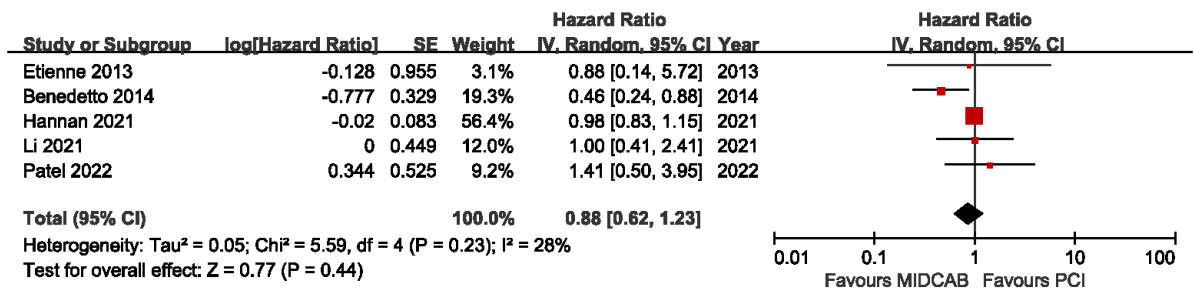 Hazard Ratio Hazard Ratio
Study or Subgroup log[Hazard Ratio] SE Weight IV, Random, 95% CI Year IV, Random, 95% CI
Etienne 2013 -0.128 0.955 3.1% 0.88 [0.14, 5.72] 2013
Benedetto 2014 -0.777 0.329 19.3% 0.46 [0.24, 0.88] 2014
Hannan 2021 -0.02 0.083 56.4% 0.98 [0.83, 1.15] 2021
Li 2021 0 0.449 12.0% 1.00 [0.41, 2.41] 2021
Patel 2022 0.344 0.525 9.2% 1.41 [0.50, 3.95] 2022
Total (95% CI) 100.0% 0.88 [0.62, 1.23]
Heterogeneity: Tau² = 0.05; Chi² = 5.59, df = 4 (P = 0.23); I² = 28%
Test for overall effect: Z = 0.77 (P = 0.44)
0.01 0.1 1 10 100
Favours MIDCAB Favours PCI